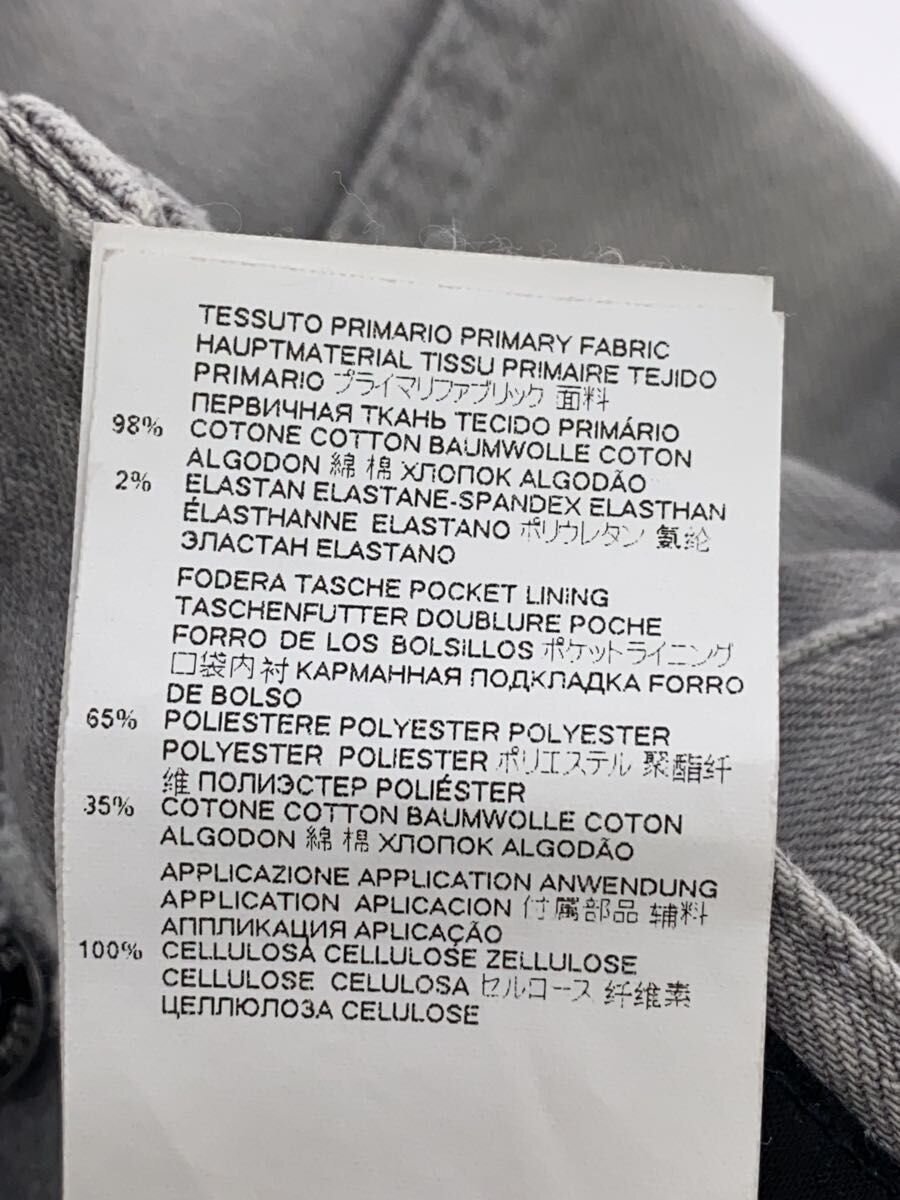 TESSUTO PRIMARIO PRIMARY FABRIC
HAUPTMATERIAL TISSU PRIMAIRE TEJIDO
PRIMARIO プライマリファブリック 面料
ПЕРВИЧНАЯ ТКАНЬ TECIDO PRIMÁRIO
98% COTONE COTTON BAUMWOLLE COTON
ALGODON 綿 棉 ХЛОПОК ALGODÃO
2% ELASTAN ELASTANE-SPANDEX ELASTHAN
ÉLASTHANNE ELASTANO ポリウレタン 氨纶
ЭЛАСТАН ELASTANO
FODERA TASCHE POCKET LINING
TASCHENFUTTER DOUBLURE POCHE
FORRO DE LOS BOLSILLOS ポケットライニング
口袋内衬 КАРМАННАЯ ПОДКЛАДКА FORRO
DE BOLSO
65% POLIESTERE POLYESTER POLYESTER
POLYESTER POLIESTER ポリエステル 聚酯纤
维 ПОЛИЭСТЕР POLIÉSTER
35% COTONE COTTON BAUMWOLLE COTON
ALGODON 綿 棉 ХЛОПОК ALGODÃO
APPLICAZIONE APPLICATION ANWENDUNG
APPLICATION APLICACION 付属部品 辅料
АППЛИКАЦИЯ APLICAÇÃO
100% CELLULOSA CELLULOSE ZELLULOSE
CELLULOSE CELULOSA セルロース 纤维素
ЦЕЛЛЮЛОЗА CELULOSE